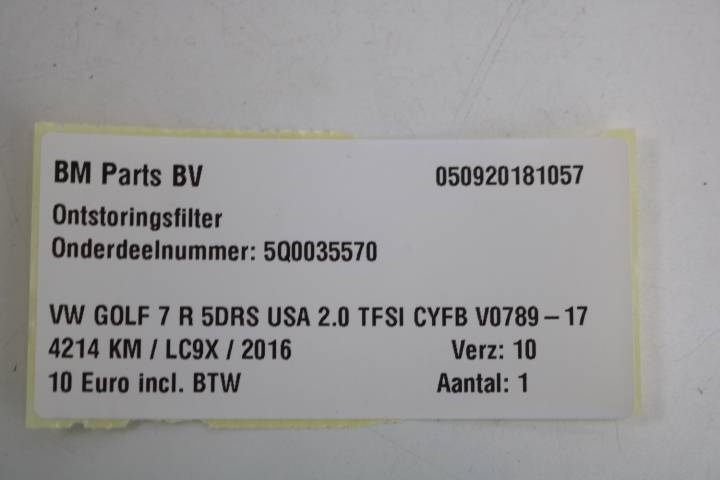 BM Parts BV 050920181057
Ontstoringsfilter
Onderdeelnummer: 5Q0035570
VW GOLF 7 R 5DRS USA 2.0 TFSI CYFB V0789-17
4214 KM / LC9X / 2016 Verz: 10
10 Euro incl. BTW Aantal: 1